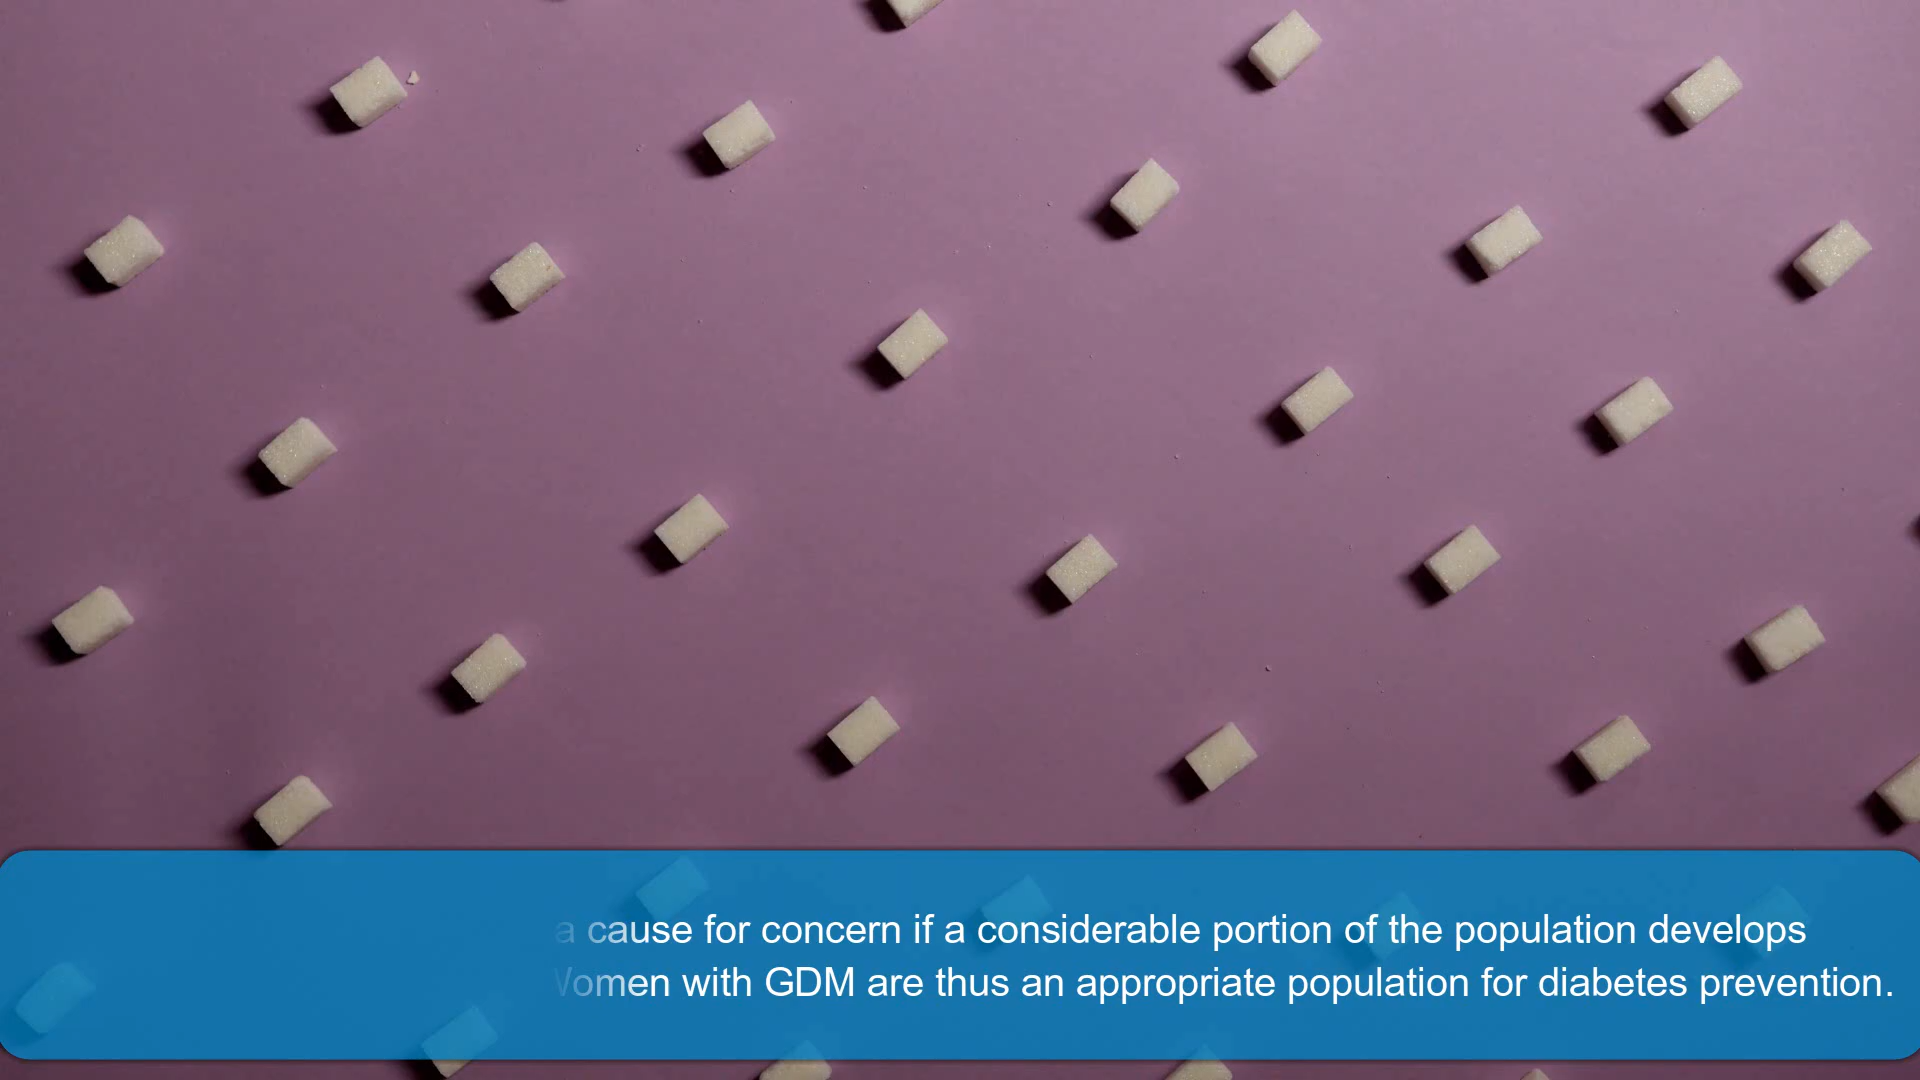 a cause for concern if a considerable portion of the population develops
Women with GDM are thus an appropriate population for diabetes prevention.